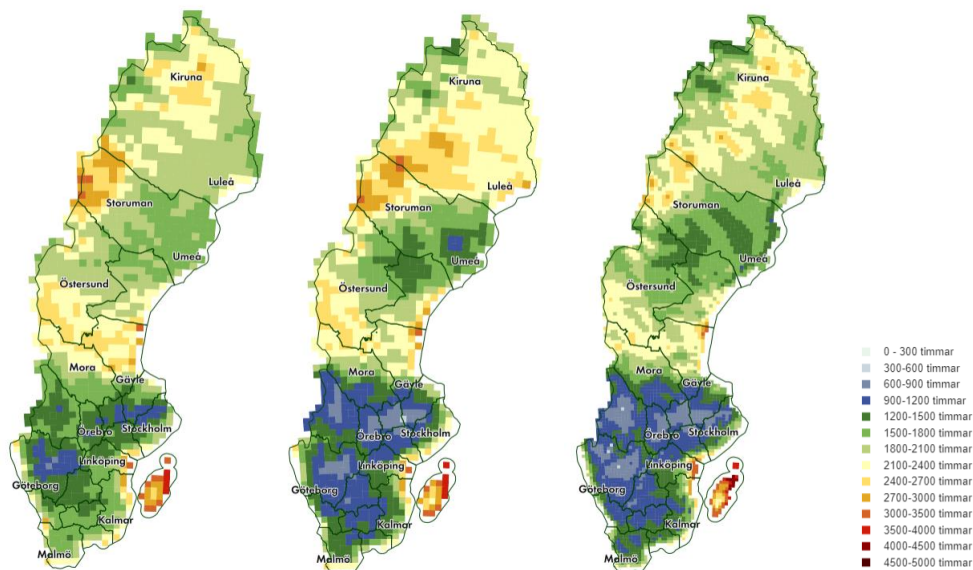 Kiruna
Luleå
Storuman
Umeå
Östersund
Mora
Gävle
Örebro
Stockholm
Linköping
Göteborg
Kalmar
Malmö
Kiruna
Luleå
Storuman
Umeå
Östersund
Mora
Gävle
Örebro
Stockholm
Linköping
Göteborg
Kalmar
Malmö
Kiruna
Luleå
Storuman
Umeå
Östersund
Mora
Gävle
Örebro
Stockholm
Linköping
Göteborg
Kalmar
Malmö
0 - 300 timmar
300-600 timmar
600-900 timmar
900-1200 timmar
1200-1500 timmar
1500-1800 timmar
1800-2100 timmar
2100-2400 timmar
2400-2700 timmar
2700-3000 timmar
3000-3500 timmar
3500-4000 timmar
4000-4500 timmar
4500-5000 timmar